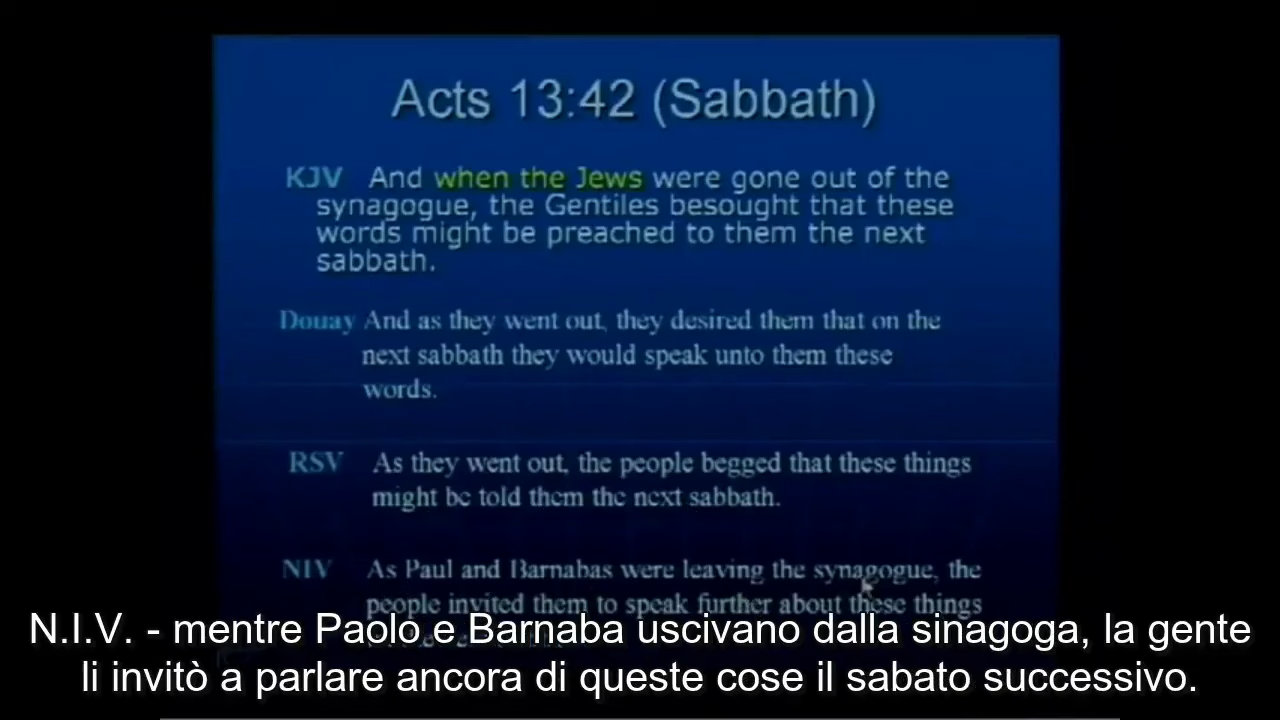 Acts 13:42 (Sabbath)
KJV And when the Jews were gone out of the
synagogue, the Gentiles besought that these
words might be preached to them the next
sabbath.
Douay And as they went out, they desired them that on the
next sabbath they would speak unto them these
words.
RSV As they went out, the people begged that these things
might be told them the next sabbath.
NIV As Paul and Barnabas were leaving the synagogue, the
people invited them to speak further about these things
N.I.V. - mentre Paolo e Barnaba uscivano dalla sinagoga, la gente
li invitò a parlare ancora di queste cose il sabato successivo.